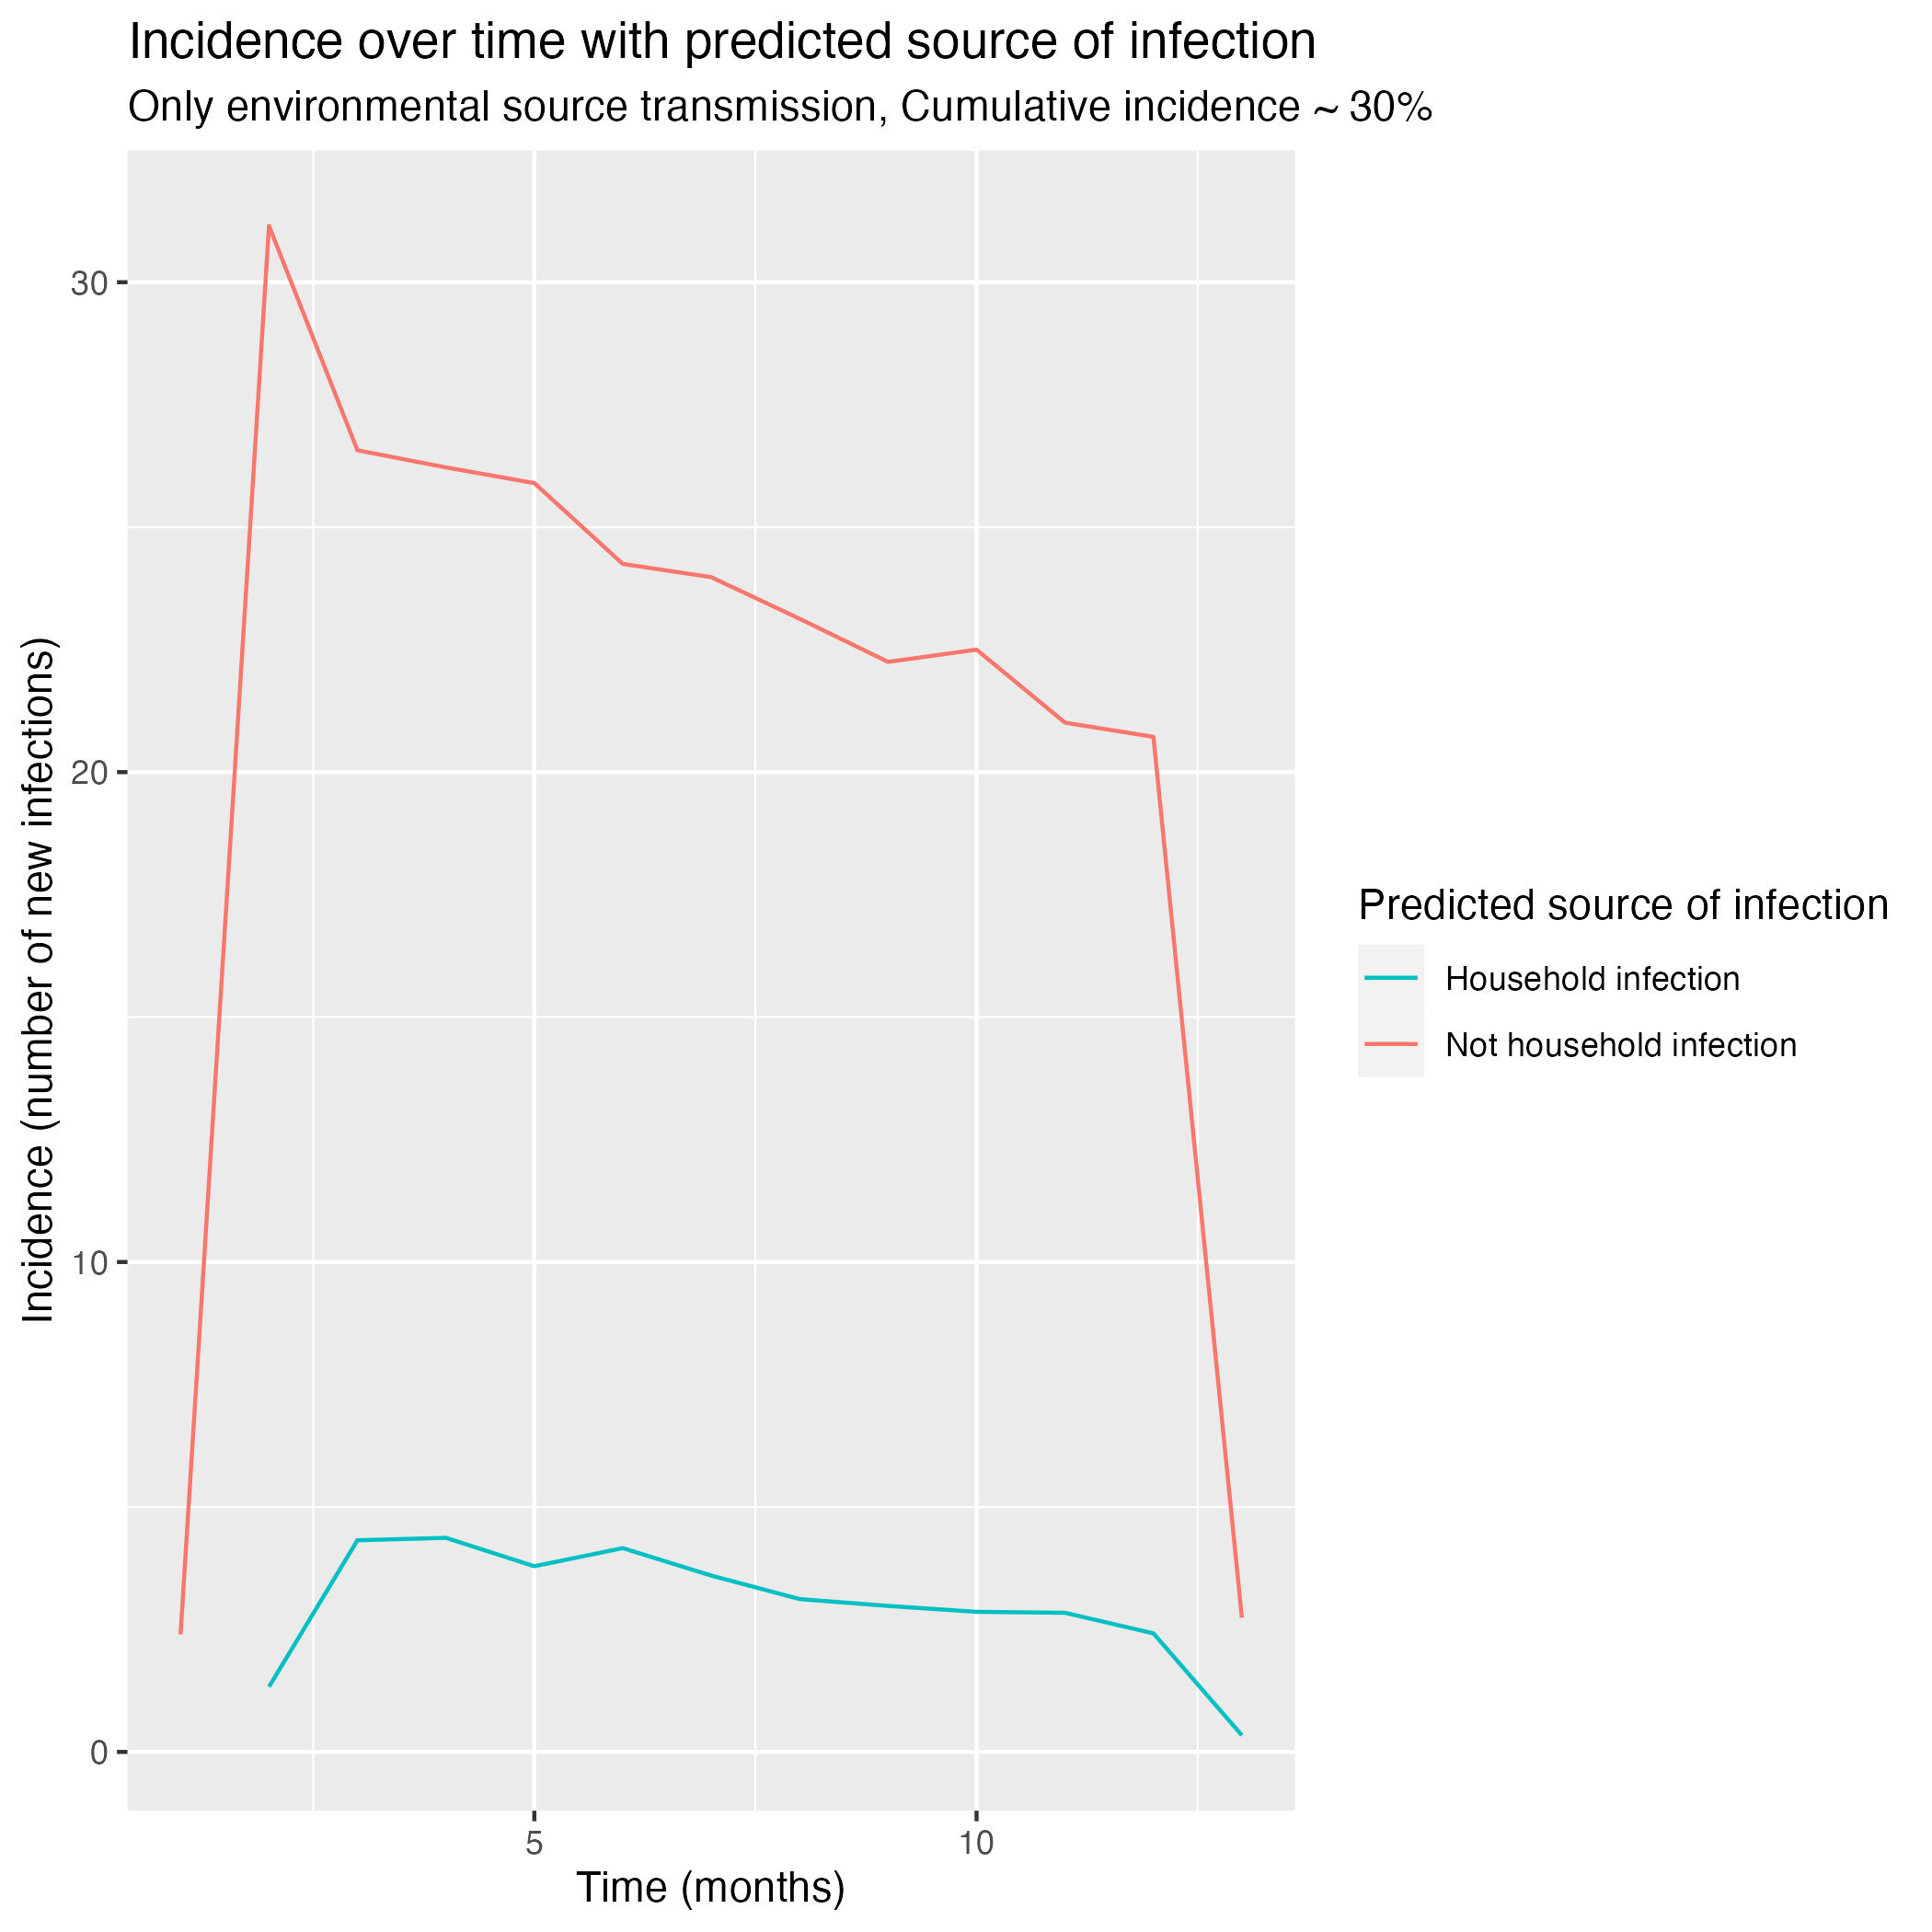 Incidence over time with predicted source of infection
Only environmental source transmission, Cumulative incidence ~ 30%
Incidence (number of new infections)
30
20
10
0
5
10
Time (months)
Predicted source of infection
Household infection
Not household infection